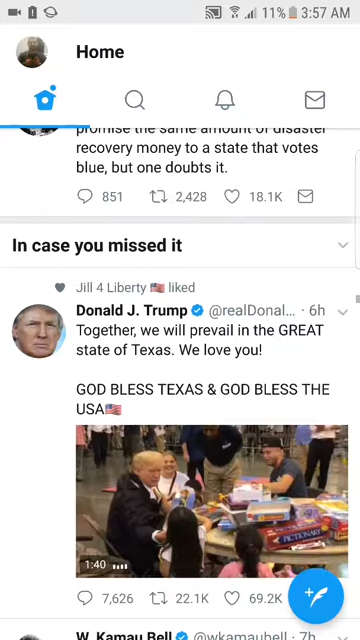 11% 3:57 AM
Home
promise the same amount of disaster
recovery money to a state that votes
blue, but one doubts it.
851 2,428 18.1K
In case you missed it
Jill 4 Liberty 🇺🇸 liked
Donald J. Trump @realDonal... · 6h
Together, we will prevail in the GREAT
state of Texas. We love you!
GOD BLESS TEXAS & GOD BLESS THE
USA🇺🇸
PICTIONARY
1:40
7,626 22.1K 69.2K
W. Kamau Bell @wkamaubell · 7h